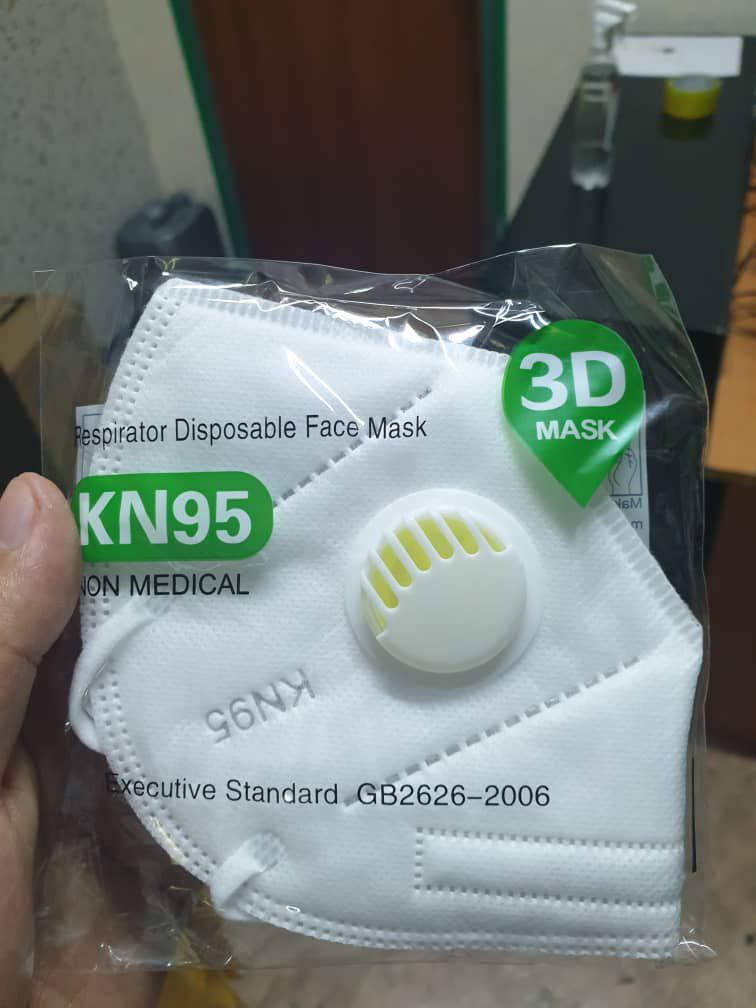 3D
MASK
Respirator Disposable Face Mask
KN95
NON MEDICAL
KN95
Executive Standard GB2626-2006